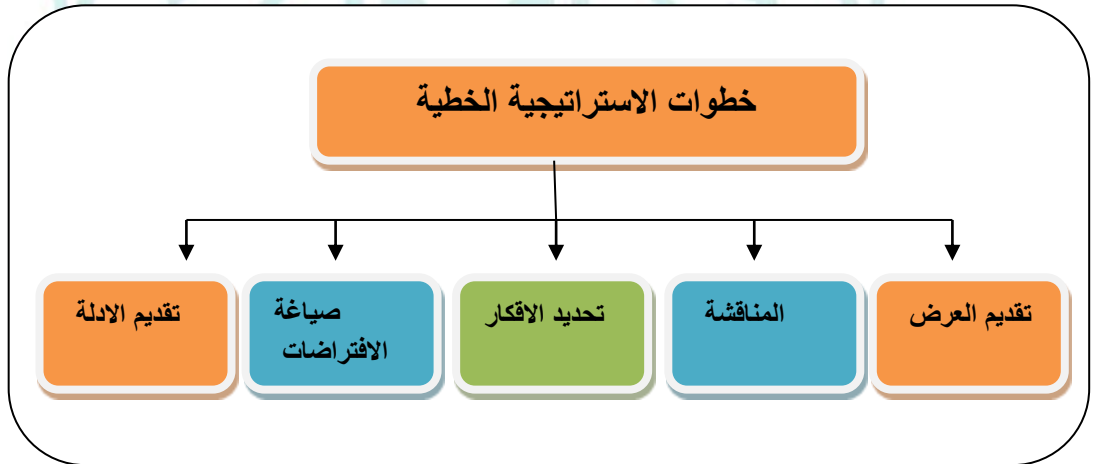 خطوات الاستراتيجية الخطية
تقديم العرض
المناقشة
تحديد الافكار
صياغة
الافتراضات
تقديم الادلة